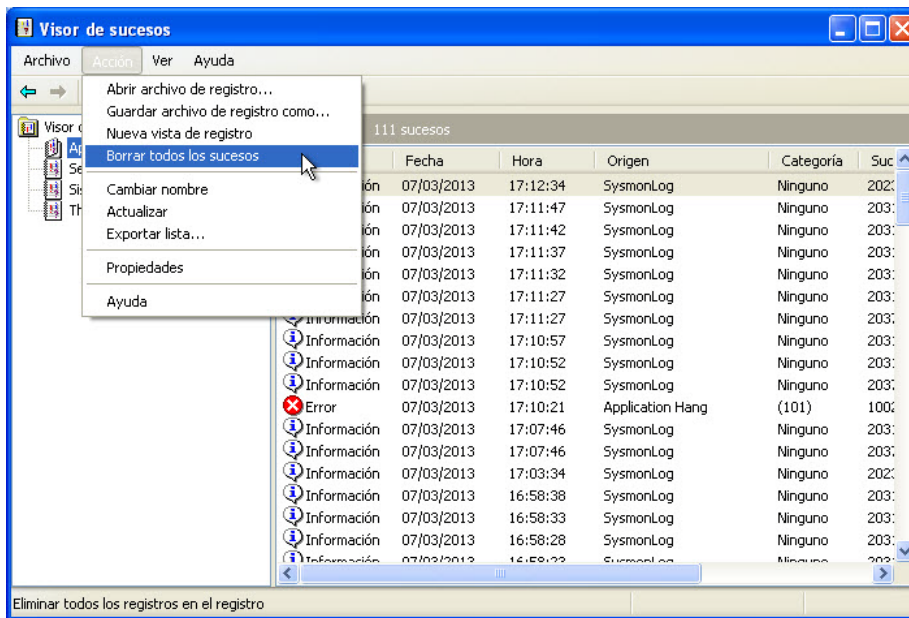 Visor de sucesos
Archivo Acción Ver Ayuda
Abrir archivo de registro...
Guardar archivo de registro como...
Nueva vista de registro
Borrar todos los sucesos
Cambiar nombre
Actualizar
Exportar lista...
Propiedades
Ayuda
Visor
111 sucesos
Fecha Hora Origen Categoría
07/03/2013 17:12:34 SysmonLog Ninguno
07/03/2013 17:11:47 SysmonLog Ninguno
07/03/2013 17:11:42 SysmonLog Ninguno
07/03/2013 17:11:37 SysmonLog Ninguno
07/03/2013 17:11:32 SysmonLog Ninguno
07/03/2013 17:11:27 SysmonLog Ninguno
Información 07/03/2013 17:11:27 SysmonLog Ninguno
Información 07/03/2013 17:10:57 SysmonLog Ninguno
Información 07/03/2013 17:10:52 SysmonLog Ninguno
Información 07/03/2013 17:10:52 SysmonLog Ninguno
Error 07/03/2013 17:10:21 Application Hang (101)
Información 07/03/2013 17:07:46 SysmonLog Ninguno
Información 07/03/2013 17:07:46 SysmonLog Ninguno
Información 07/03/2013 17:03:34 SysmonLog Ninguno
Información 07/03/2013 16:58:38 SysmonLog Ninguno
Información 07/03/2013 16:58:33 SysmonLog Ninguno
Información 07/03/2013 16:58:28 SysmonLog Ninguno
Información 07/03/2013 16:58:23 SysmonLog Ninguno
Eliminar todos los registros en el registro